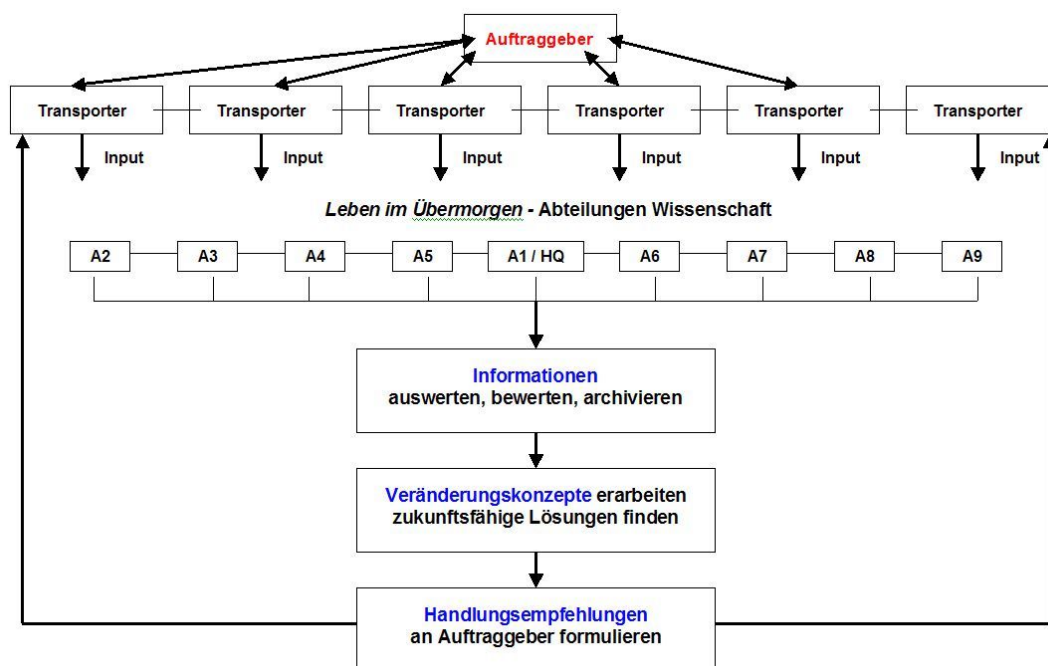 Auftraggeber
Transporter Transporter Transporter Transporter Transporter Transporter
Input Input Input Input Input Input
Leben im Übermorgen - Abteilungen Wissenschaft
A2 A3 A4 A5 A1 / HQ A6 A7 A8 A9
Informationen
auswerten, bewerten, archivieren
Veränderungskonzepte erarbeiten
zukunftsfähige Lösungen finden
Handlungsempfehlungen
an Auftraggeber formulieren